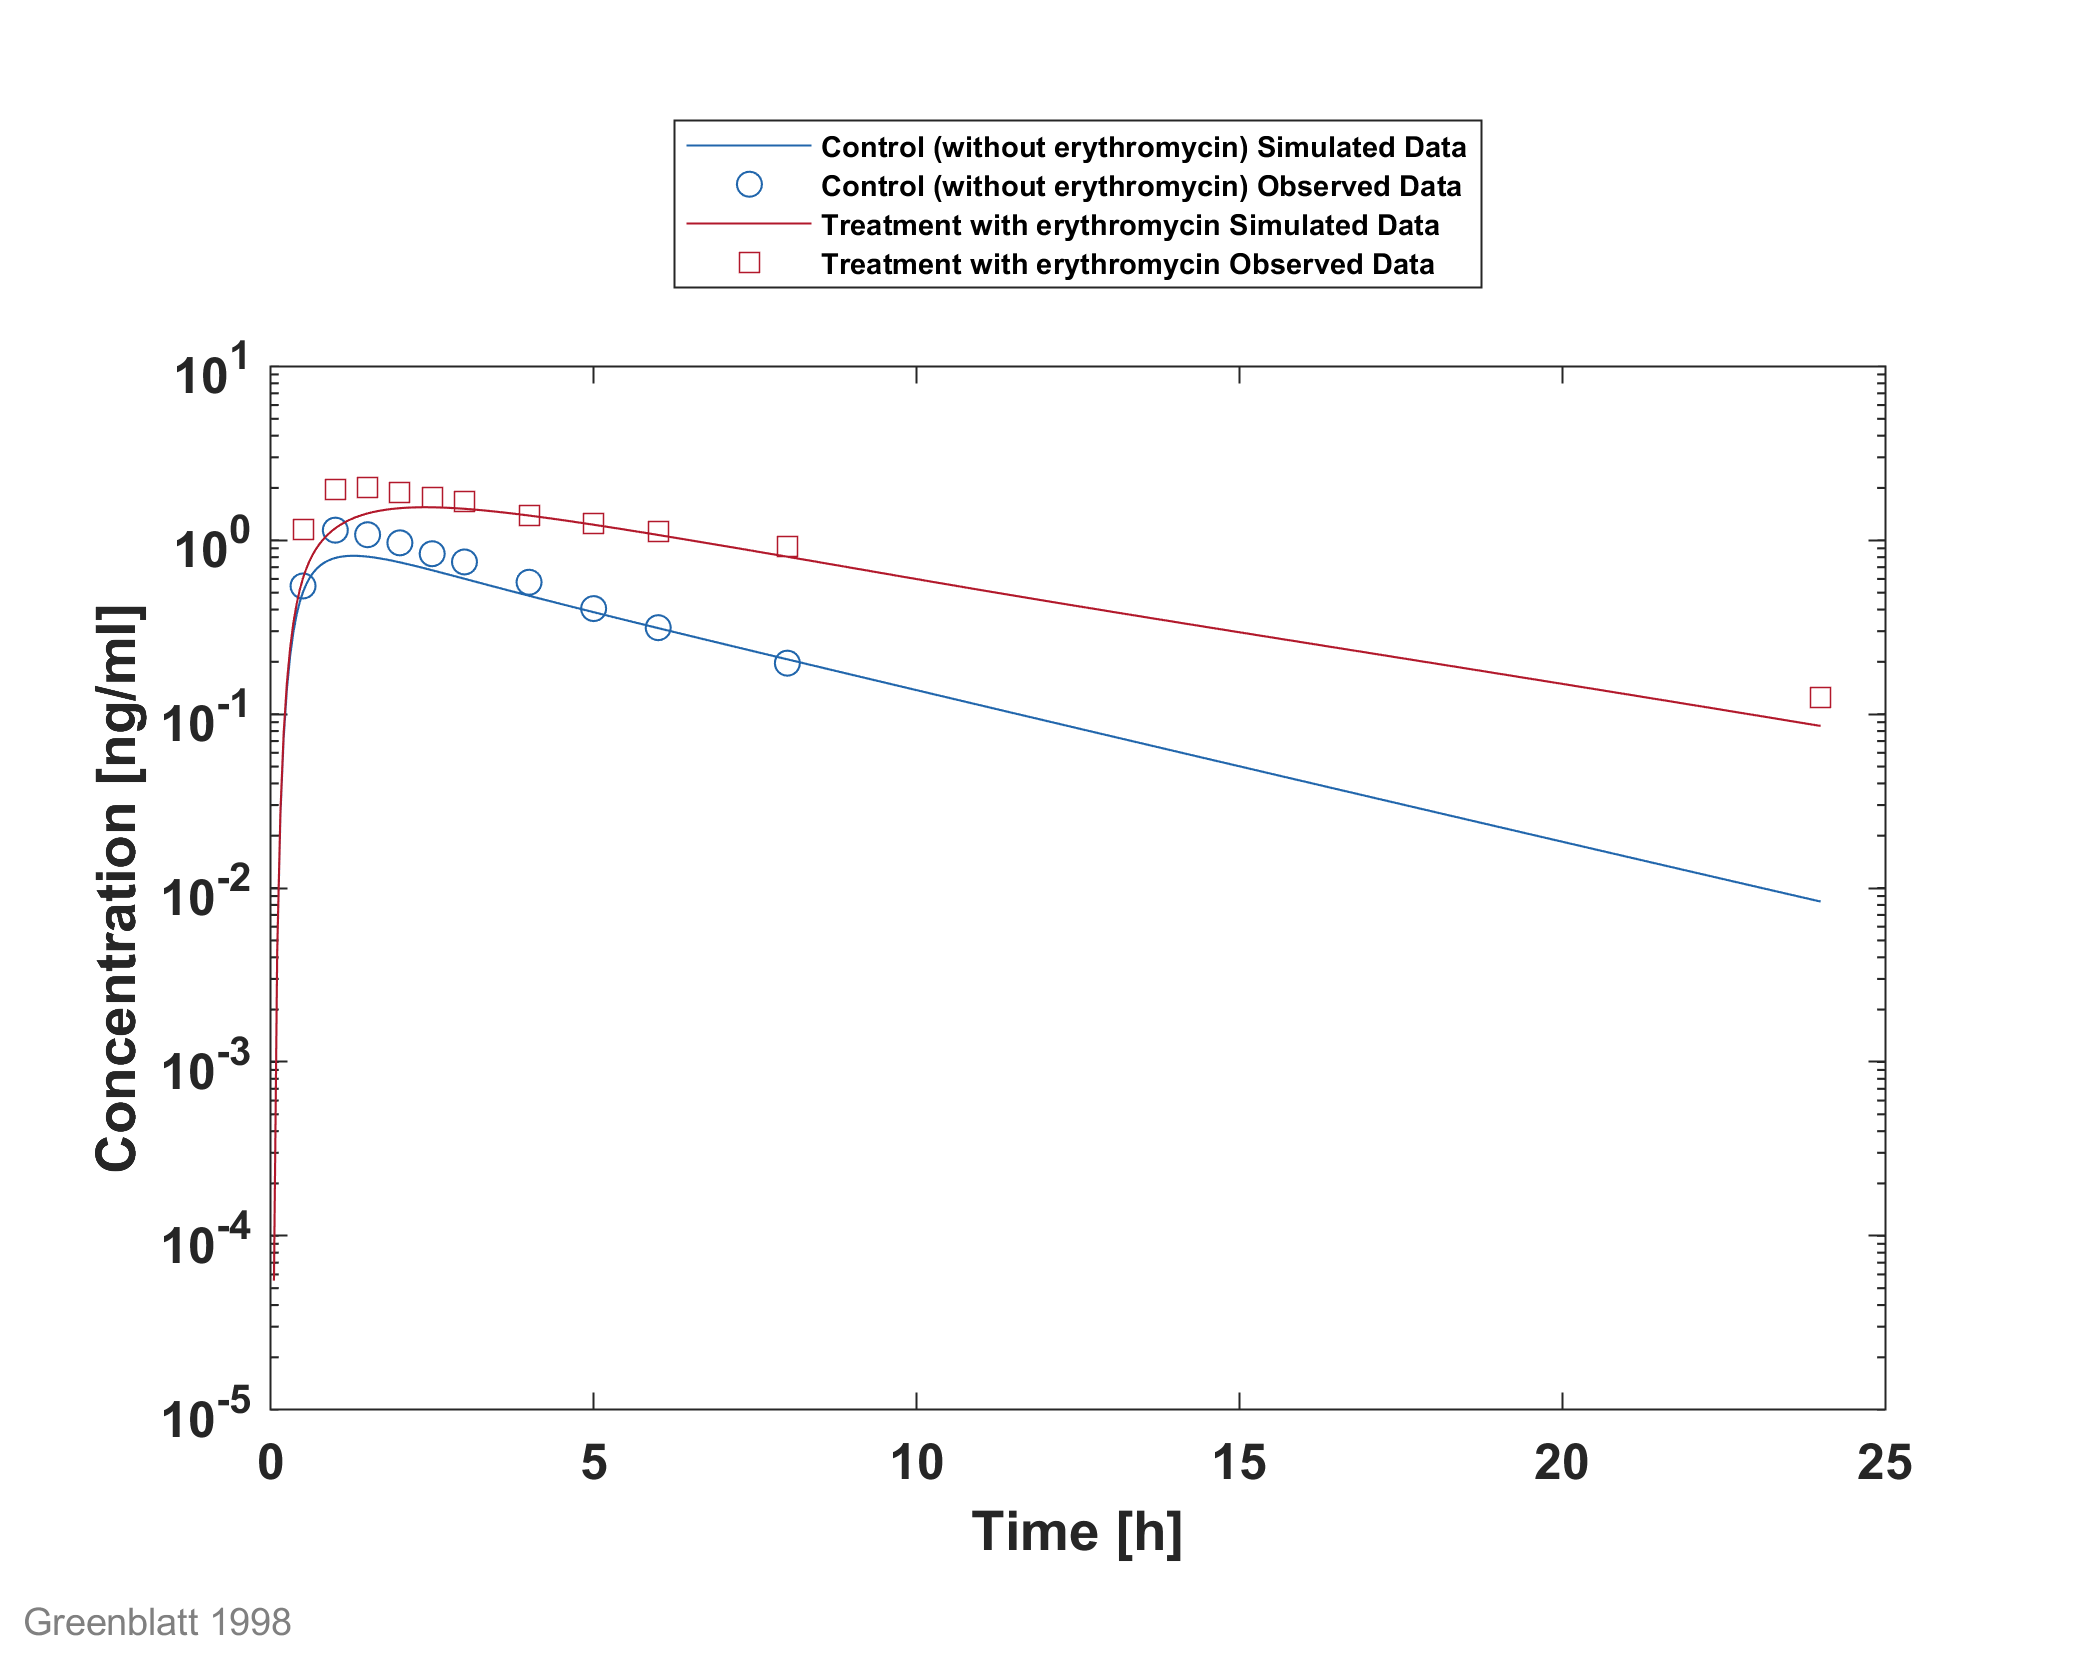 Control (without erythromycin) Simulated Data
Control (without erythromycin) Observed Data
Treatment with erythromycin Simulated Data
Treatment with erythromycin Observed Data
10^1
10^0
10^-1
10^-2
10^-3
10^-4
10^-5
Concentration [ng/ml]
0 5 10 15 20 25
Time [h]
Greenblatt 1998